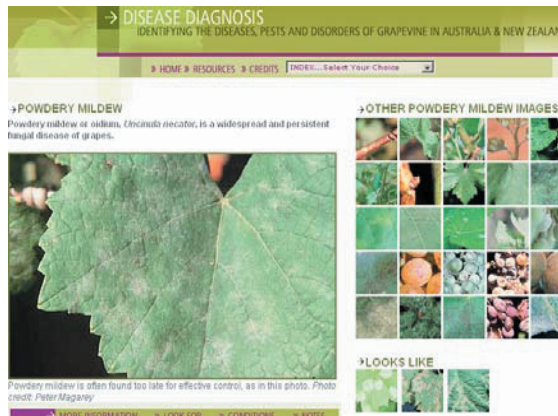 → DISEASE DIAGNOSIS
IDENTIFYING THE DISEASES, PESTS AND DISORDERS OF GRAPEVINE IN AUSTRALIA & NEW ZEALAN
» HOME » RESOURCES » CREDITS INDEX...Select Your Choice
→POWDERY MILDEW
Powdery mildew or oidium, Uncinula necator, is a widespread and persistent
fungal disease of grapes.
Powdery mildew is often found too late for effective control, as in this photo. Photo
credit: Peter Magarey
→OTHER POWDERY MILDEW IMAGES
→LOOKS LIKE
→ MORE INFORMATION » LOOK FOR » CONDITIONS » NOTES